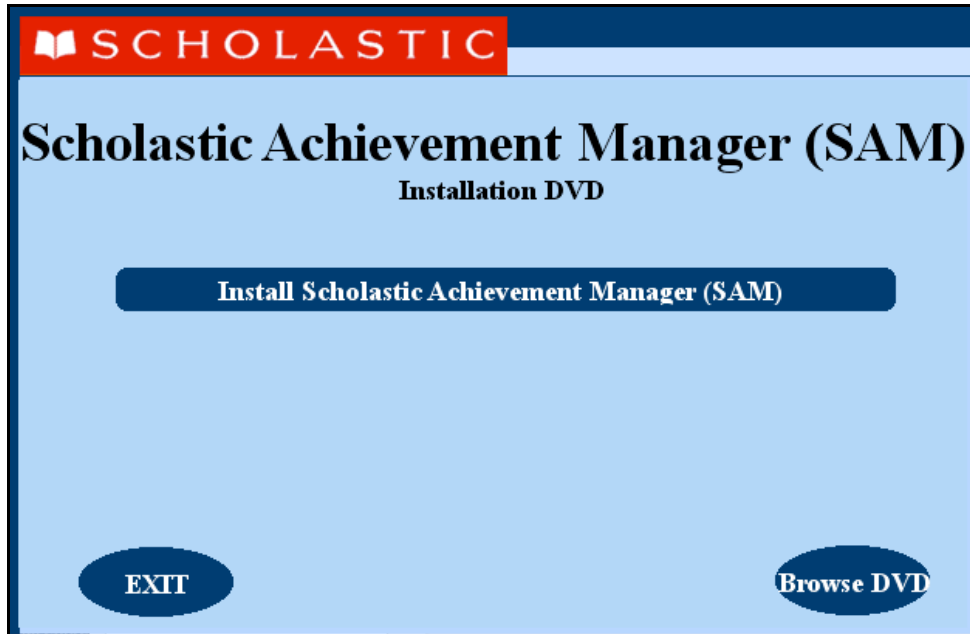 SCHOLASTIC
Scholastic Achievement Manager (SAM)
Installation DVD
Install Scholastic Achievement Manager (SAM)
EXIT
Browse DVD